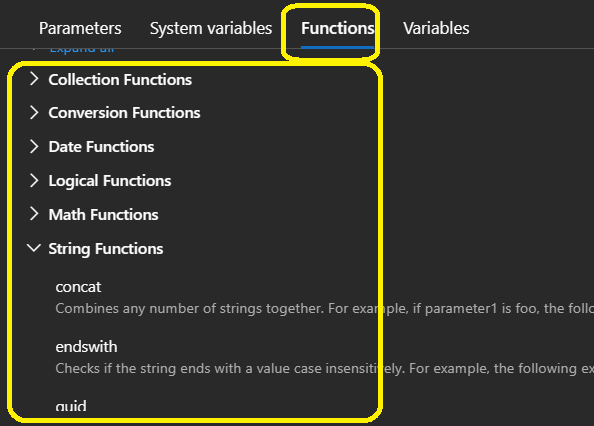 Parameters System variables Functions Variables
Expand all
Collection Functions
Conversion Functions
Date Functions
Logical Functions
Math Functions
String Functions
concat
Combines any number of strings together. For example, if parameter1 is foo, the follo
endswith
Checks if the string ends with a value case insensitively. For example, the following ex
guid